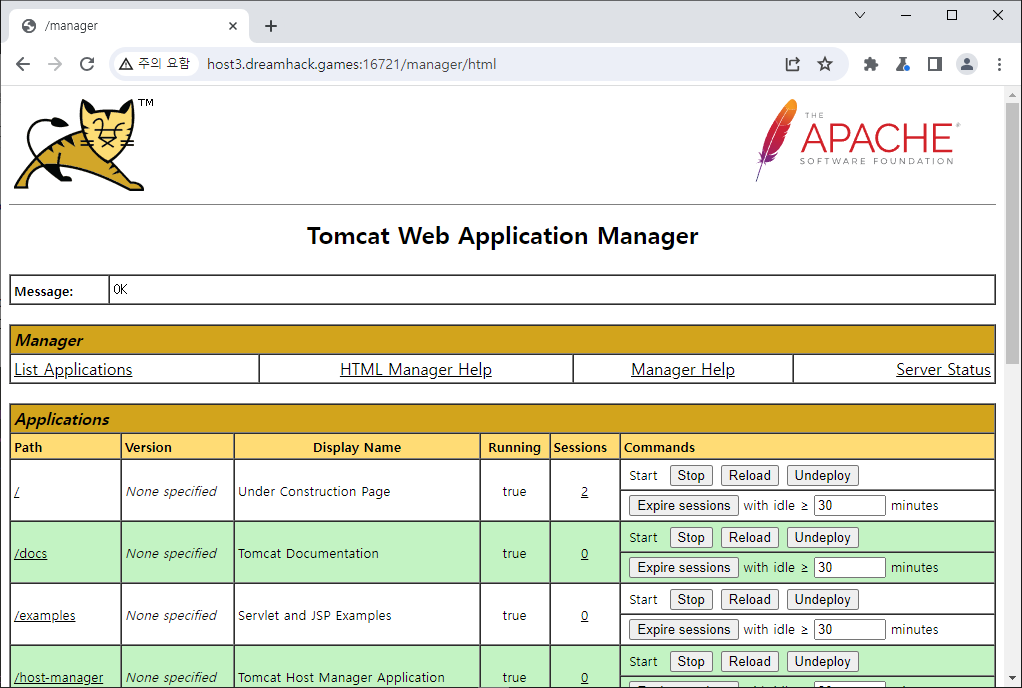 /manager
주의 요함 host3.dreamhack.games:16721/manager/html
TM
THE
APACHE®
SOFTWARE FOUNDATION
Tomcat Web Application Manager
Message: OK
Manager
List Applications HTML Manager Help Manager Help Server Status
Applications
Path Version Display Name Running Sessions Commands
/ None specified Under Construction Page true 2 Start Stop Reload Undeploy
Expire sessions with idle ≥ 30 minutes
/docs None specified Tomcat Documentation true 0 Start Stop Reload Undeploy
Expire sessions with idle ≥ 30 minutes
/examples None specified Servlet and JSP Examples true 0 Start Stop Reload Undeploy
Expire sessions with idle ≥ 30 minutes
/host-manager None specified Tomcat Host Manager Application true 0 Start Stop Reload Undeploy